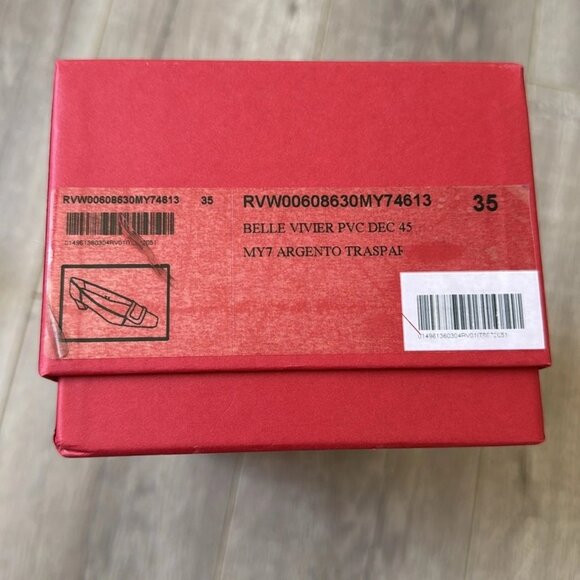 RVW00608630MY74613 35
RVW00608630MY74613 35
BELLE VIVIER PVC DEC 45
MY7 ARGENTO TRASPAR